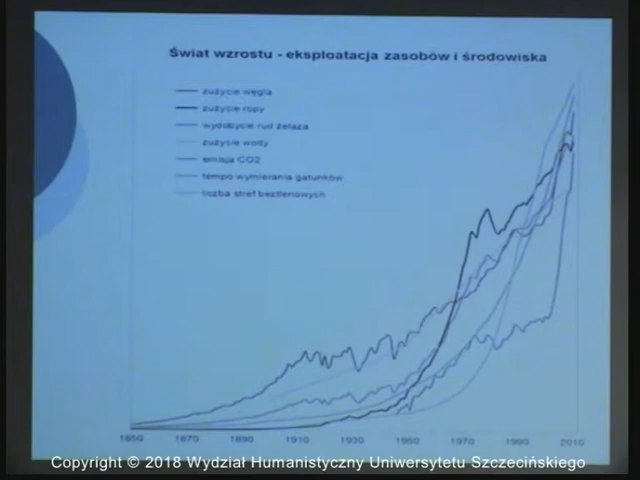 Świat wzrostu - eksploatacja zasobów i środowiska
zużycie węgla
zużycie ropy
wydobycie rud żelaza
zużycie wody
emisja CO2
tempo wymierania gatunków
liczba stref beztlenowych
1850 1870 1890 1910 1930 1950 1970 1990 2010
Copyright © 2018 Wydział Humanistyczny Uniwersytetu Szczecińskiego